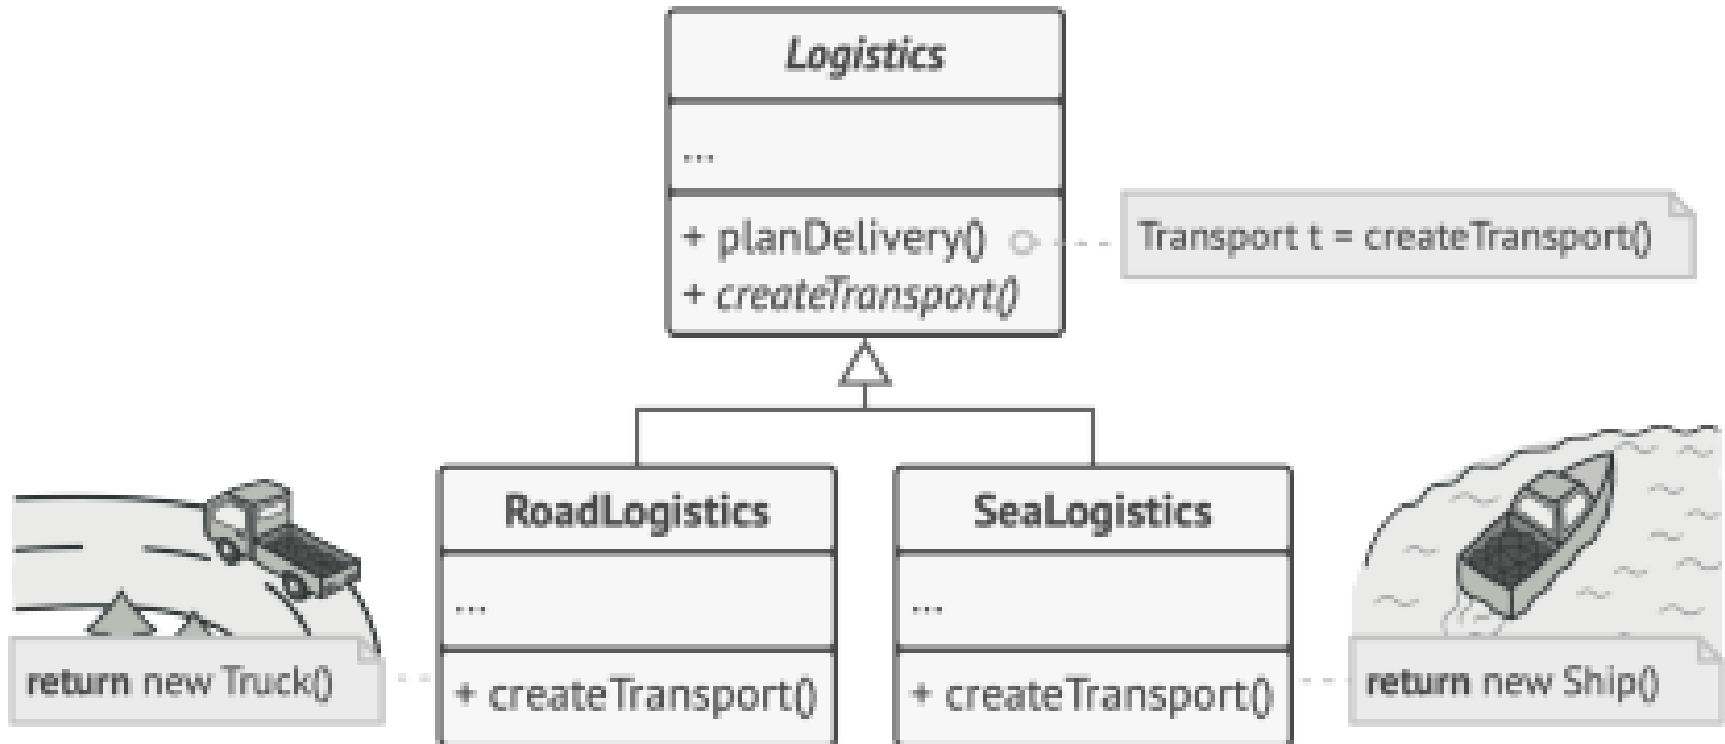 Logistics
...
+ planDelivery()
Transport t = createTransport()
+ createTransport()
RoadLogistics
...
+ createTransport()
return new Truck()
SeaLogistics
...
+ createTransport()
return new Ship()